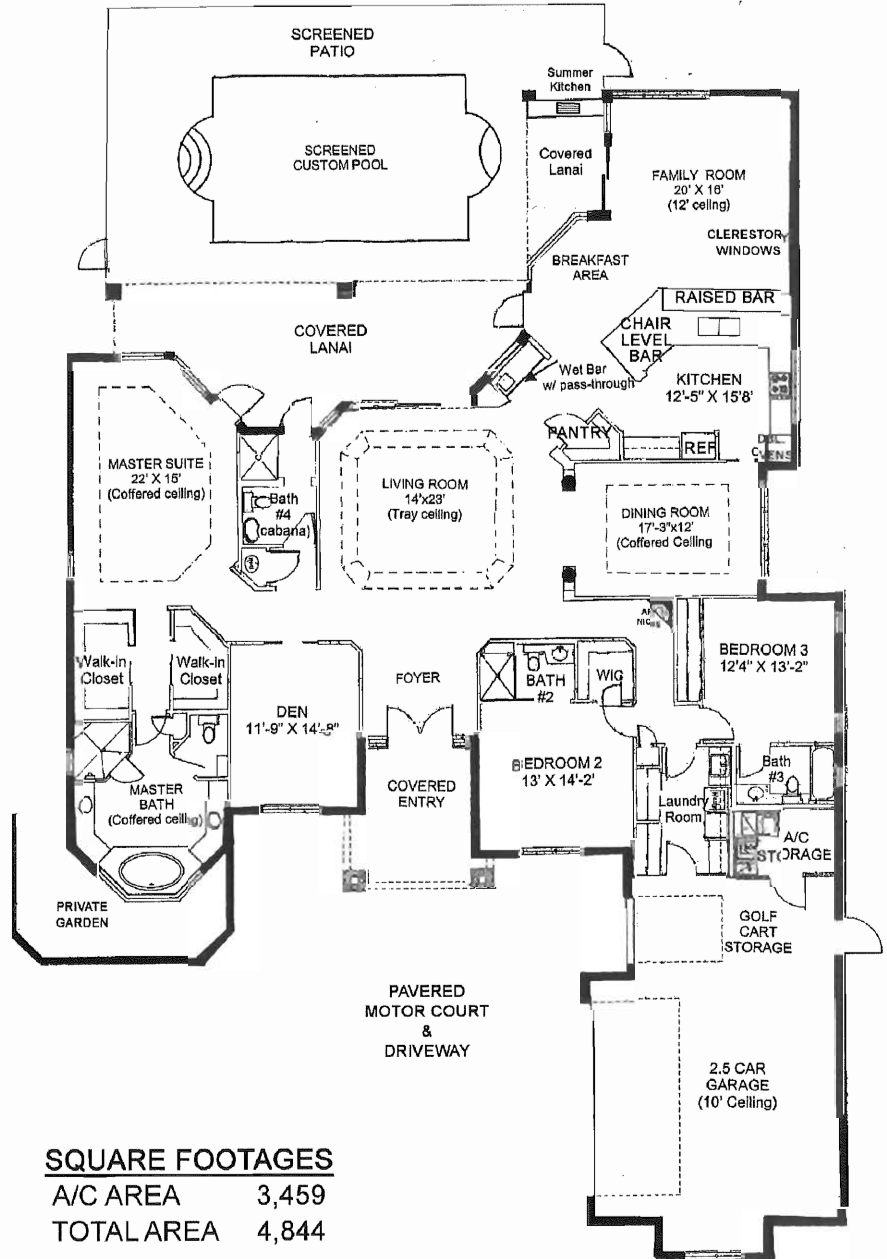 SCREENED
PATIO
Summer
Kitchen
SCREENED
CUSTOM POOL
Covered
Lanai
FAMILY ROOM
20' X 16'
(12' ceiling)
CLERESTORY
WINDOWS
BREAKFAST
AREA
RAISED BAR
CHAIR
LEVEL
BAR
COVERED
LANAI
Wet Bar
w/ pass-through
KITCHEN
12'-5" X 15'8'
PANTRY
REF
DBL.
OVENS
MASTER SUITE
22' X 15'
(Coffered ceiling)
Bath
#4
(cabana)
LIVING ROOM
14'x23'
(Tray ceiling)
DINING ROOM
17'-3"x12'
(Coffered Ceiling
Walk-in
Closet
Walk-in
Closet
FOYER
BATH
#2
WIC
BEDROOM 3
12'4" X 13'-2"
DEN
11'-9" X 14'-8"
MASTER
BATH
(Coffered ceiling)
COVERED
ENTRY
BEDROOM 2
13' X 14'-2'
Laundry
Room
Bath
#3
A/C
STORAGE
PRIVATE
GARDEN
GOLF
CART
STORAGE
PAVERED
MOTOR COURT
&
DRIVEWAY
2.5 CAR
GARAGE
(10' Ceiling)
SQUARE FOOTAGES
A/C AREA 3,459
TOTAL AREA 4,844